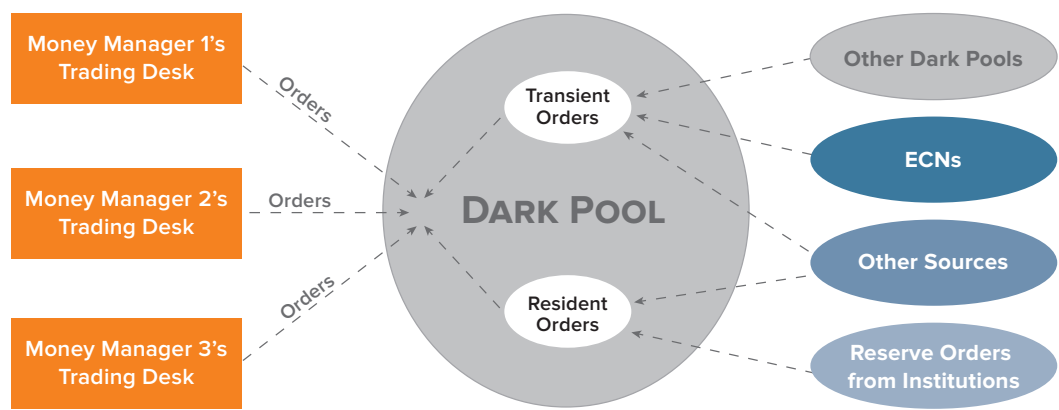 Money Manager 1's
Trading Desk
Orders
Money Manager 2's
Trading Desk
Orders
Money Manager 3's
Trading Desk
Orders
Transient
Orders
DARK POOL
Resident
Orders
Other Dark Pools
ECNs
Other Sources
Reserve Orders
from Institutions